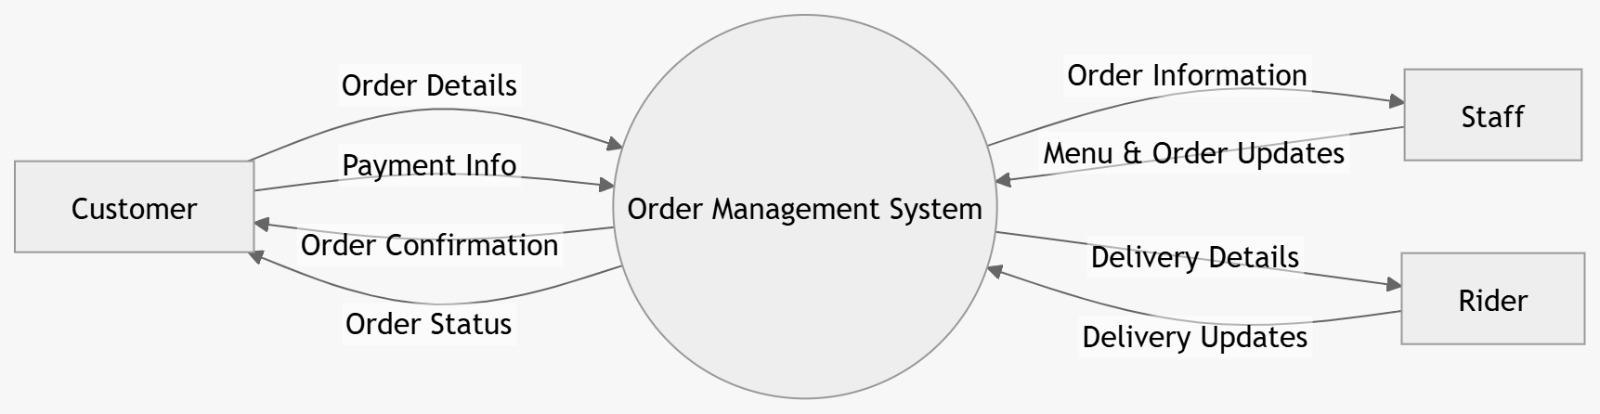 Order Details
Payment Info
Customer
Order Confirmation
Order Status
Order Management System
Order Information
Staff
Menu & Order Updates
Delivery Details
Rider
Delivery Updates